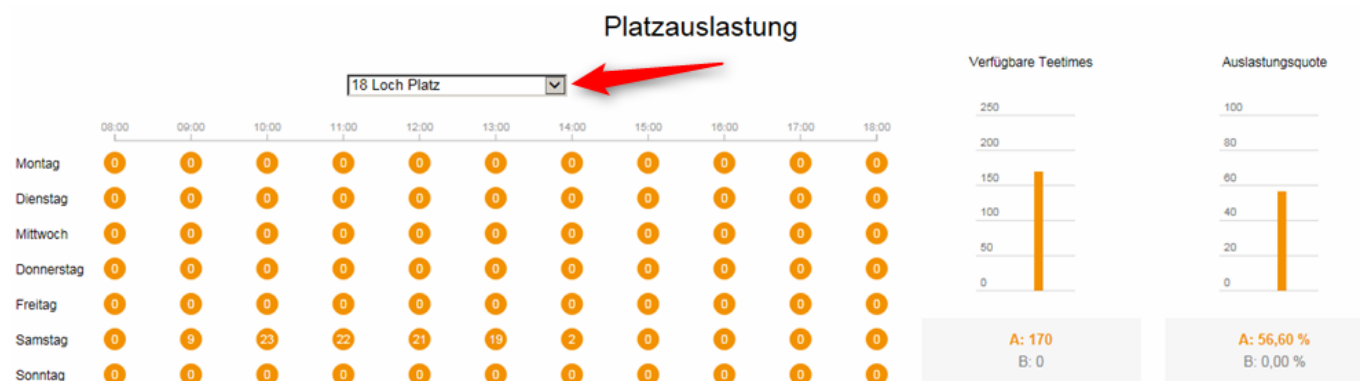 Platzauslastung
18 Loch Platz
08:00 09:00 10:00 11:00 12:00 13:00 14:00 15:00 16:00 17:00 18:00
Montag 0 0 0 0 0 0 0 0 0 0 0
Dienstag 0 0 0 0 0 0 0 0 0 0 0
Mittwoch 0 0 0 0 0 0 0 0 0 0 0
Donnerstag 0 0 0 0 0 0 0 0 0 0 0
Freitag 0 0 0 0 0 0 0 0 0 0 0
Samstag 0 9 23 22 21 19 2 0 0 0 0
Sonntag 0 0 0 0 0 0 0 0 0 0 0
Verfügbare Teetimes
250
200
150
100
50
0
A: 170
B: 0
Auslastungsquote
100
80
60
40
20
0
A: 56,60 %
B: 0,00 %